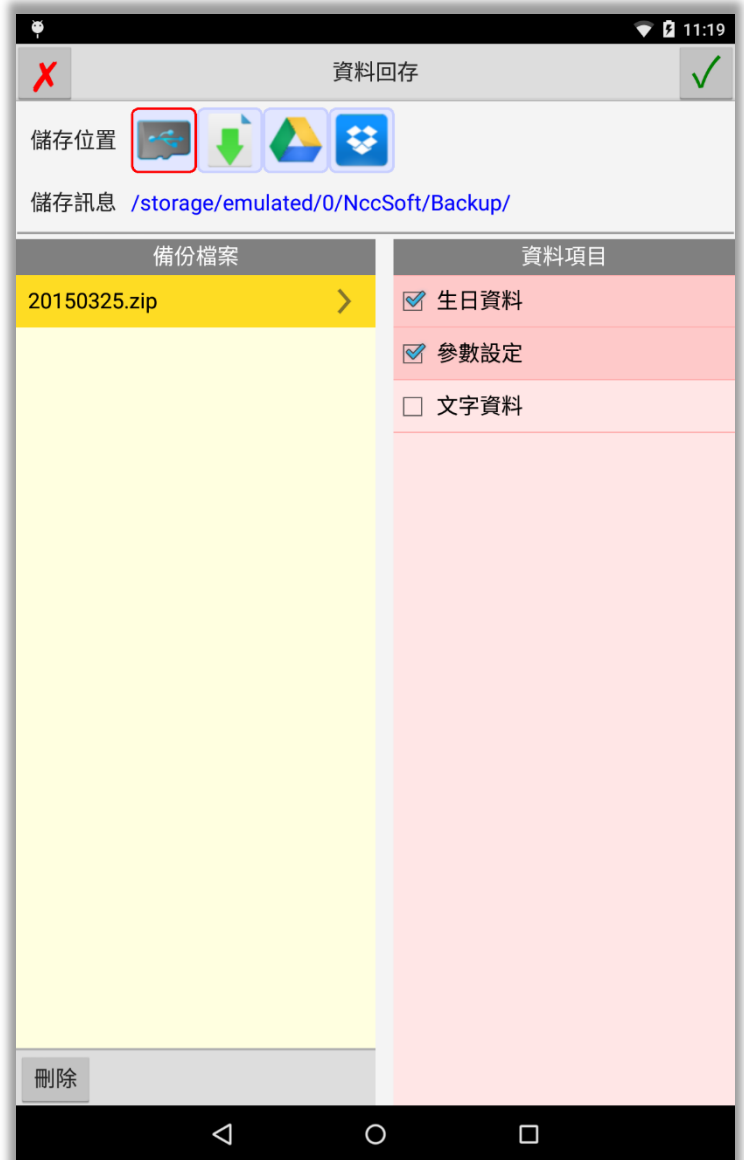 11:19
資料回存
儲存位置
儲存訊息 /storage/emulated/0/NccSoft/Backup/
備份檔案
20150325.zip
資料項目
生日資料
參數設定
文字資料
刪除